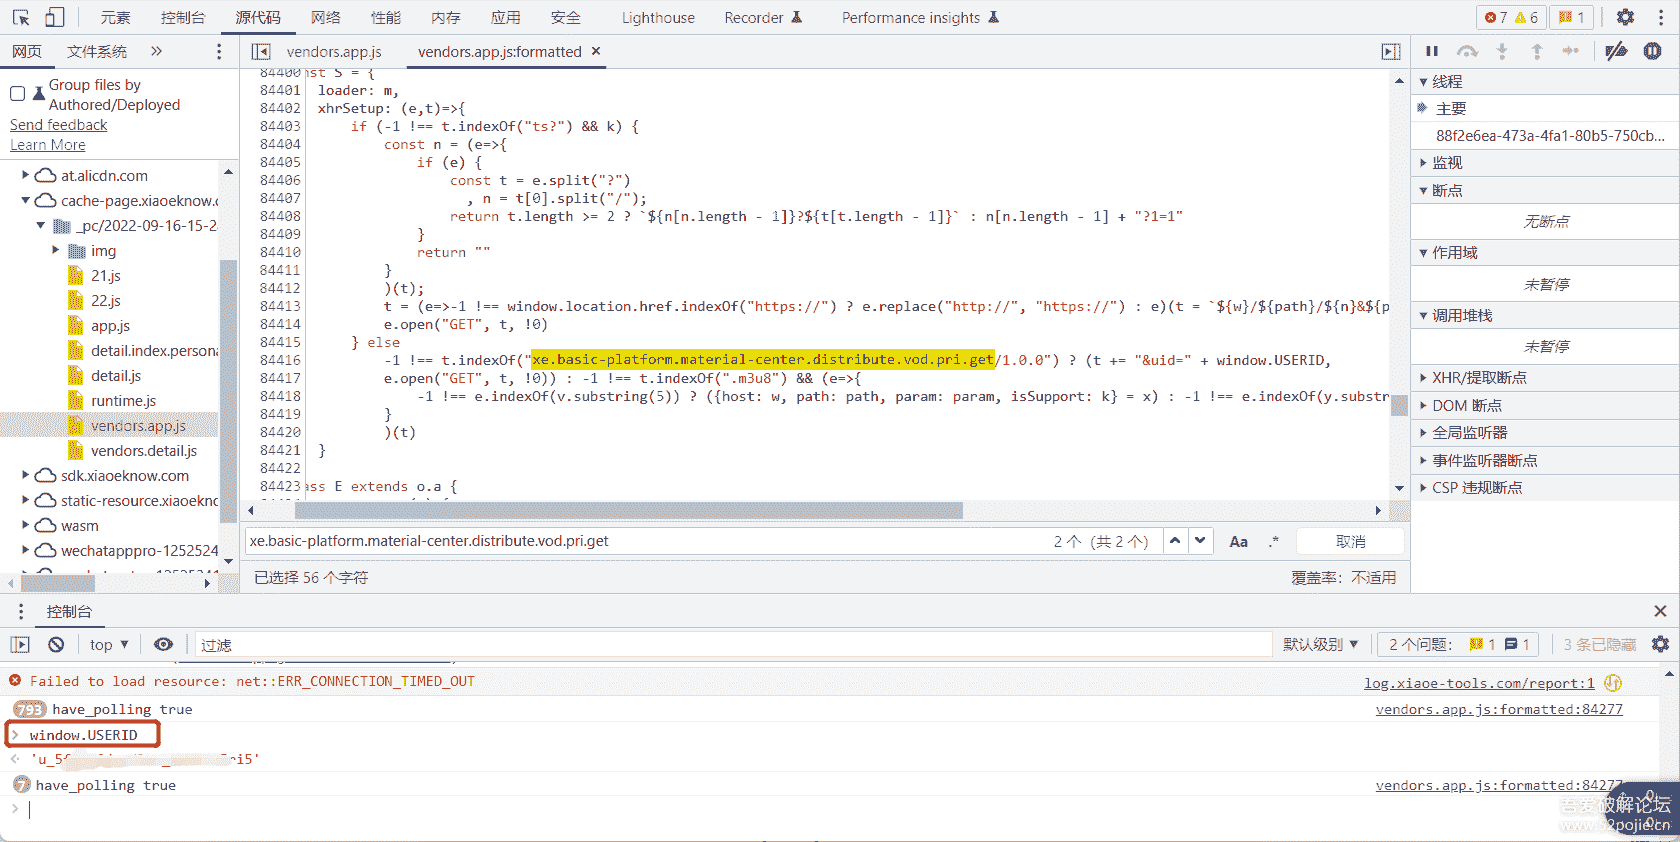 元素 控制台 源代码 网络 性能 内存 应用 安全 Lighthouse Recorder Performance insights 7 6 1
网页 文件系统 » vendors.app.js vendors.app.js:formatted ×
Group files by
Authored/Deployed
Send feedback
Learn More
at.alicdn.com
cache-page.xiaoeknow.c
_pc/2022-09-16-15-2
img
21.js
22.js
app.js
detail.index.persona
detail.js
runtime.js
vendors.app.js
vendors.detail.js
sdk.xiaoeknow.com
static-resource.xiaoeknc
wasm
wechatapppro-1252524
84400 nst S = {
84401 loader: m,
84402 xhrSetup: (e,t)=>{
84403 if (-1 !== t.indexOf("ts?") && k) {
84404 const n = (e=>{
84405 if (e) {
84406 const t = e.split("?")
84407 , n = t[0].split("/");
84408 return t.length >= 2 ? `${n[n.length - 1]}?${t[t.length - 1]}` : n[n.length - 1] + "?1=1"
84409 }
84410 return ""
84411 }
84412 )(t);
84413 t = (e=>-1 !== window.location.href.indexOf("https://") ? e.replace("http://", "https://") : e)(t = `${w}/${path}/${n}&${p
84414 e.open("GET", t, !0)
84415 } else
84416 -1 !== t.indexOf("xe.basic-platform.material-center.distribute.vod.pri.get/1.0.0") ? (t += "&uid=" + window.USERID,
84417 e.open("GET", t, !0)) : -1 !== t.indexOf(".m3u8") && (e=>{
84418 -1 !== e.indexOf(v.substring(5)) ? ({host: w, path: path, param: param, isSupport: k} = x) : -1 !== e.indexOf(y.substr
84419 }
84420 )(t)
84421 }
84422
84423 ass E extends o.a {
xe.basic-platform.material-center.distribute.vod.pri.get 2 个 (共 2 个) Aa .* 取消
已选择 56 个字符 覆盖率: 不适用
线程
主要
88f2e6ea-473a-4fa1-80b5-750cb...
监视
断点
无断点
作用域
未暂停
调用堆栈
未暂停
XHR/提取断点
DOM 断点
全局监听器
事件监听器断点
CSP 违规断点
控制台 ×
top 过滤 默认级别 2 个问题: 1 1 3 条已隐藏
Failed to load resource: net::ERR_CONNECTION_TIMED_OUT log.xiaoe-tools.com/report:1
793 have_polling true vendors.app.js:formatted:84277
> window.USERID
'u_5f ri5'
7 have_polling true vendors.app.js:formatted:84277
>
吾爱破解论坛
www.52pojie.cn